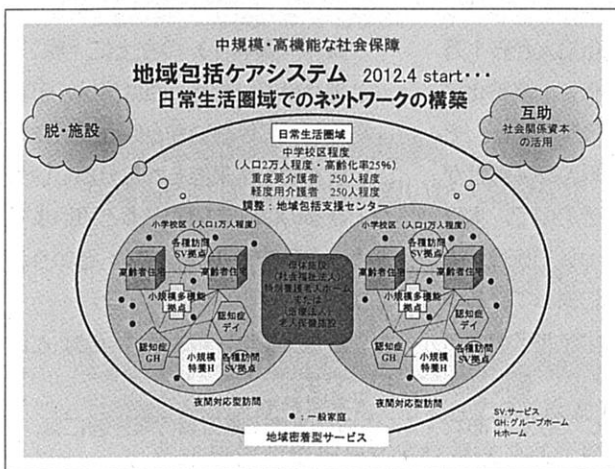 中規模・高機能な社会保障
地域包括ケアシステム 2012.4 start・・・
日常生活圏域でのネットワークの構築
脱・施設
互助
社会関係資本
の活用
日常生活圏域
中学校区程度
(人口2万人程度・高齢化率25%)
重度要介護者 250人程度
軽度用介護者 250人程度
調整:地域包括支援センター
小学校区(人口1万人程度)
各種訪問
SV拠点
高齢者住宅
高齢者住宅
小規模多機能
拠点
認知症
デイ
認知症
GH
小規模
特養H
各種訪問
SV拠点
夜間対応型訪問
母体施設
(社会福祉法人)
特別養護老人ホーム
または
(医療法人)
老人保健施設
小学校区(人口1万人程度)
各種訪問
SV拠点
高齢者住宅
高齢者住宅
小規模多機能
拠点
認知症
デイ
認知症
GH
小規模
特養H
各種訪問
SV拠点
夜間対応型訪問
●:一般家庭
地域密着型サービス
SV:サービス
GH:グループホーム
H:ホーム